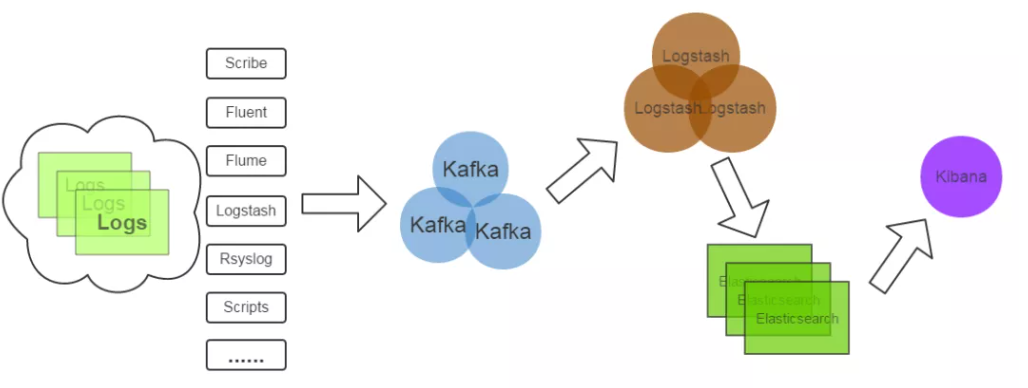 Logs
Logs
Logs
Scribe
Fluent
Flume
Logstash
Rsyslog
Scripts
......
Kafka
Kafka
Kafka
Logstash
Logstash
Logstash
Elasticsearch
Elasticsearch
Elasticsearch
Kibana